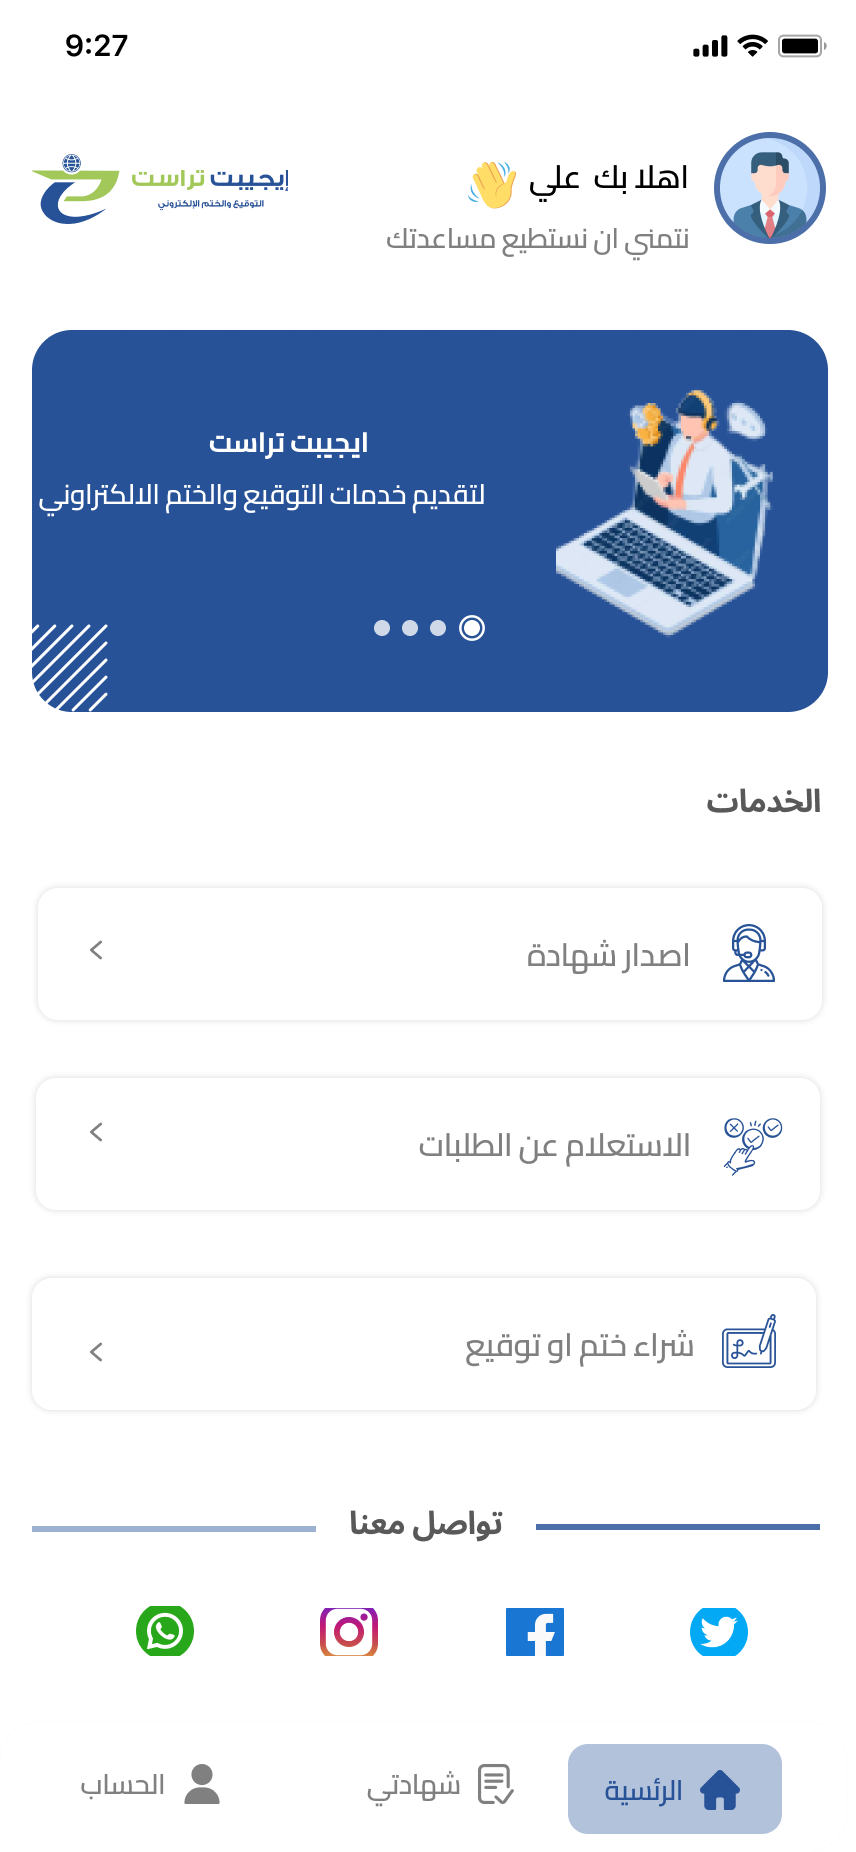 9:27
اهلا بك علي 👋
نتمني ان نستطيع مساعدتك
إيجيبت تراست
التوقيع والختم الإلكتروني
ايجيبت تراست
لتقديم خدمات التوقيع والختم الالكتراوني
الخدمات
اصدار شهادة
الاستعلام عن الطلبات
شراء ختم او توقيع
تواصل معنا
الرئسية
شهادتي
الحساب